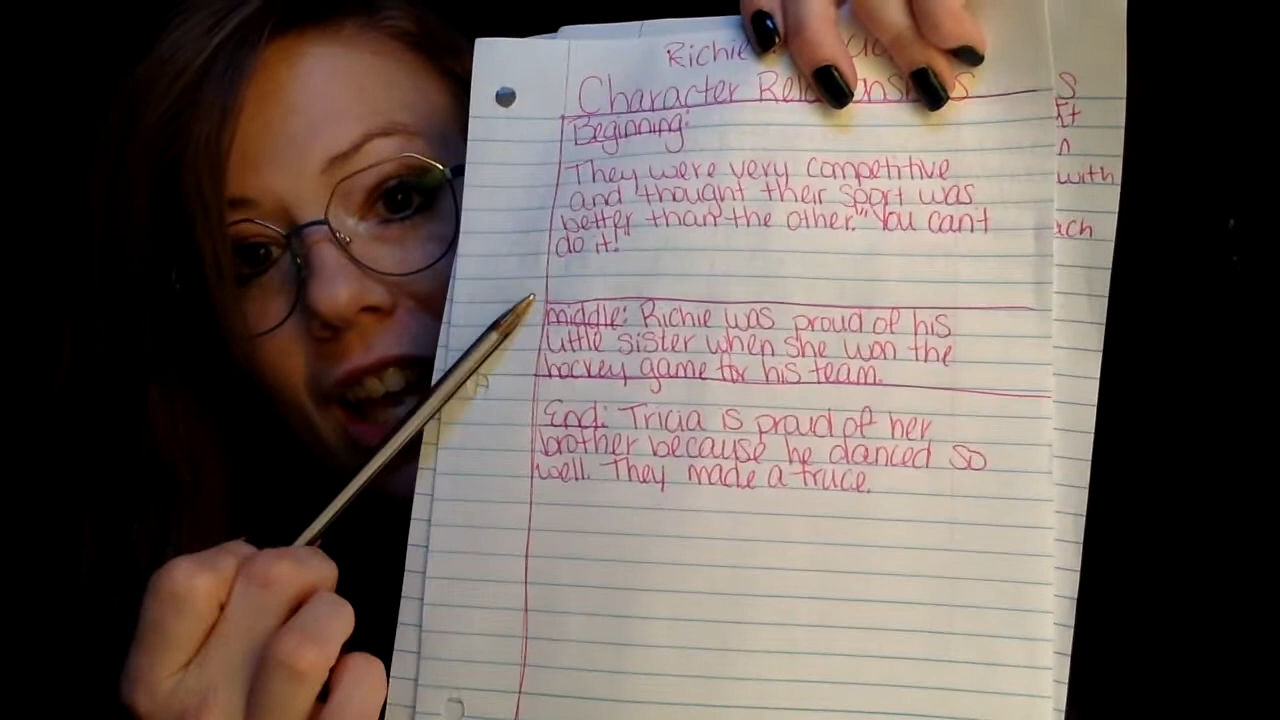 Richie
Character
Beginning:
They were very competitive
and thought their sport was
better than the other. "You can't
do it!"
middle: Richie was proud of his
little sister when she won the
hockey game for his team.
End: Tricia is proud of her
brother because he danced so
well. They made a truce.
with